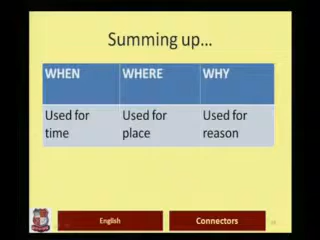 Summing up...
WHEN WHERE WHY
Used for time Used for place Used for reason
English Connectors